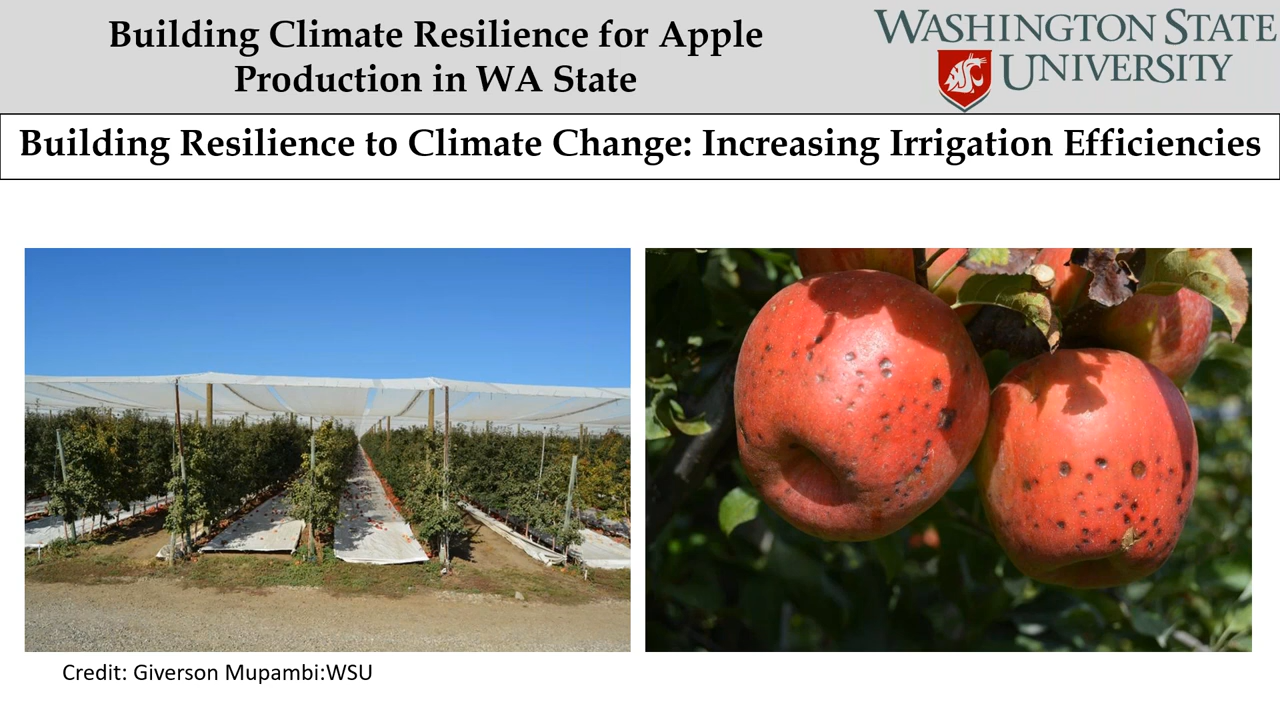 Building Climate Resilience for Apple
Production in WA State
WASHINGTON STATE
UNIVERSITY
Building Resilience to Climate Change: Increasing Irrigation Efficiencies
Credit: Giverson Mupambi:WSU